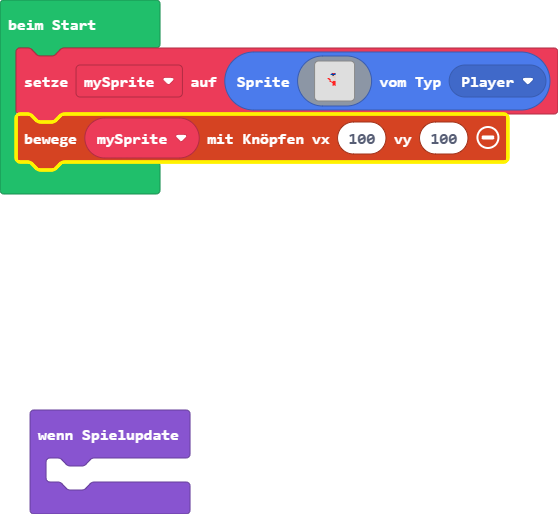 beim Start
setze mySprite auf Sprite vom Typ Player
bewege mySprite mit Knöpfen vx 100 vy 100
wenn Spielupdate